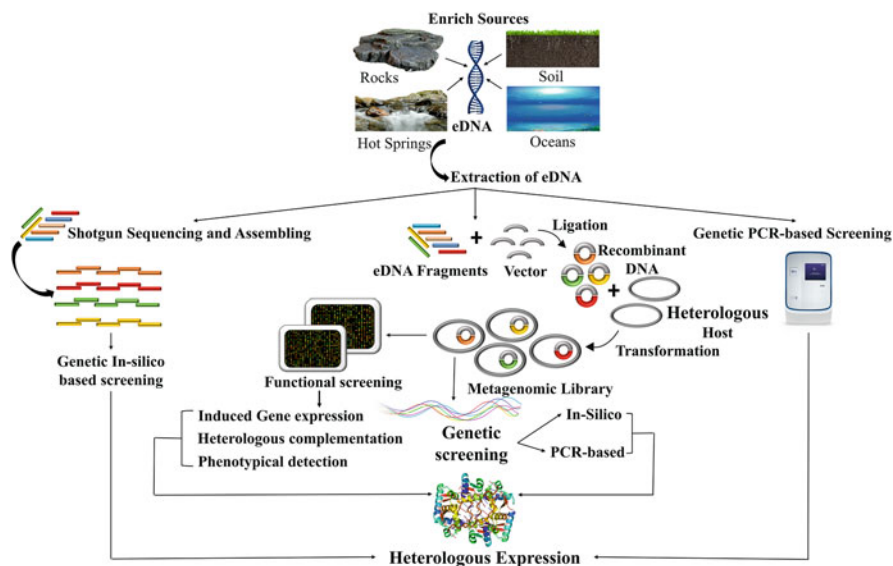 Enrich Sources
Rocks
Soil
Hot Springs
eDNA
Oceans
Extraction of eDNA
Shotgun Sequencing and Assembling
Ligation
Genetic PCR-based Screening
eDNA Fragments
Vector
Recombinant
DNA
Heterologous
Host
Transformation
Genetic In-silico
based screening
Functional screening
Metagenomic Library
Induced Gene expression
Heterologous complementation
Phenotypical detection
Genetic
screening
In-Silico
PCR-based
Heterologous Expression